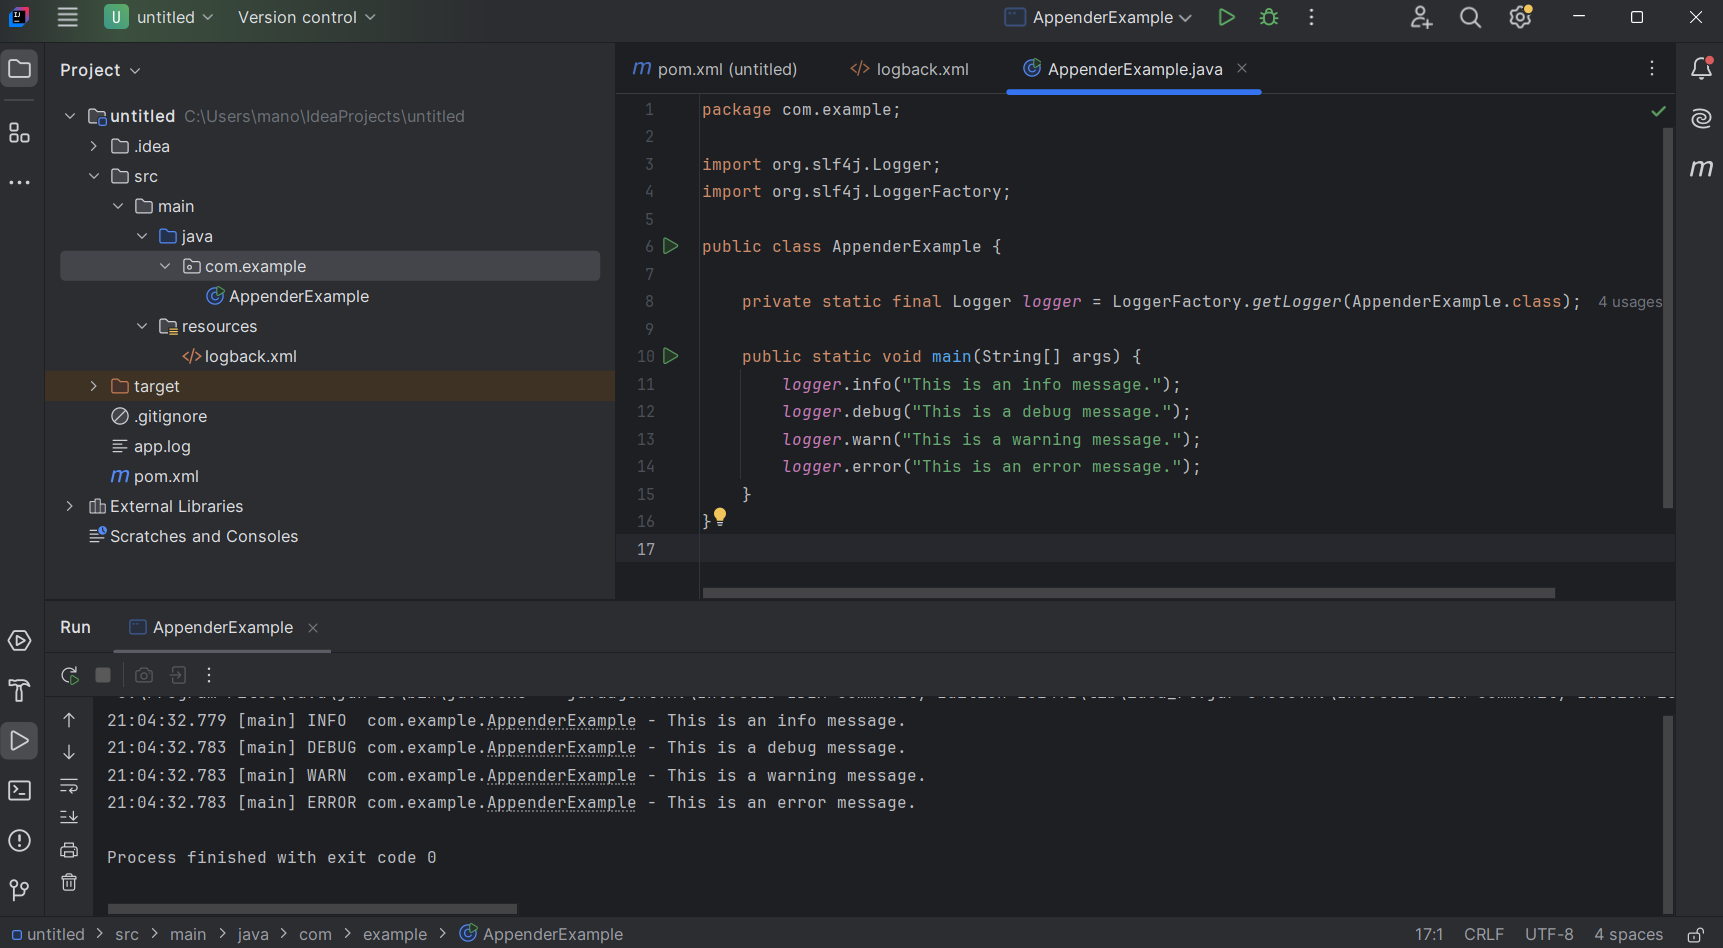 U untitled Version control AppenderExample
Project
untitled C:\Users\mano\IdeaProjects\untitled
.idea
src
main
java
com.example
AppenderExample
resources
logback.xml
target
.gitignore
app.log
m pom.xml
External Libraries
Scratches and Consoles
m pom.xml (untitled) </> logback.xml AppenderExample.java
1 package com.example;
2
3 import org.slf4j.Logger;
4 import org.slf4j.LoggerFactory;
5
6 public class AppenderExample {
7
8 private static final Logger logger = LoggerFactory.getLogger(AppenderExample.class); 4 usages
9
10 public static void main(String[] args) {
11 logger.info("This is an info message.");
12 logger.debug("This is a debug message.");
13 logger.warn("This is a warning message.");
14 logger.error("This is an error message.");
15 }
16 }
17
Run AppenderExample
21:04:32.779 [main] INFO  com.example.AppenderExample - This is an info message.
21:04:32.783 [main] DEBUG com.example.AppenderExample - This is a debug message.
21:04:32.783 [main] WARN  com.example.AppenderExample - This is a warning message.
21:04:32.783 [main] ERROR com.example.AppenderExample - This is an error message.
Process finished with exit code 0
untitled > src > main > java > com > example > AppenderExample 17:1 CRLF UTF-8 4 spaces